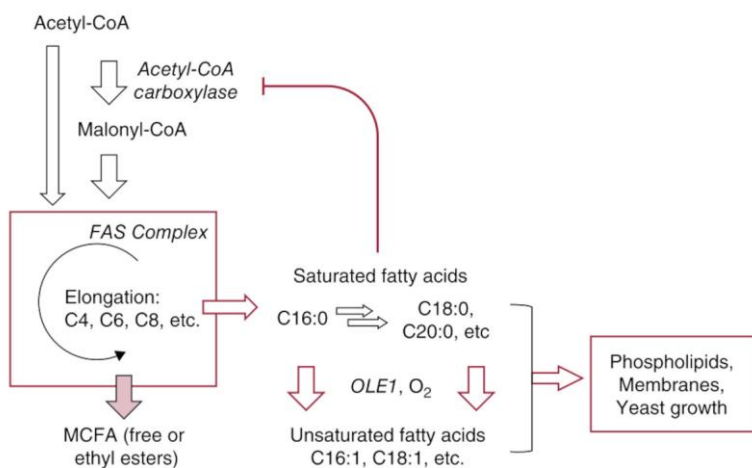 Acetyl-CoA
Acetyl-CoA
carboxylase
Malonyl-CoA
FAS Complex
Elongation:
C4, C6, C8, etc.
MCFA (free or
ethyl esters)
Saturated fatty acids
C16:0
C18:0,
C20:0, etc
OLE1, O₂
Unsaturated fatty acids
C16:1, C18:1, etc.
Phospholipids,
Membranes,
Yeast growth